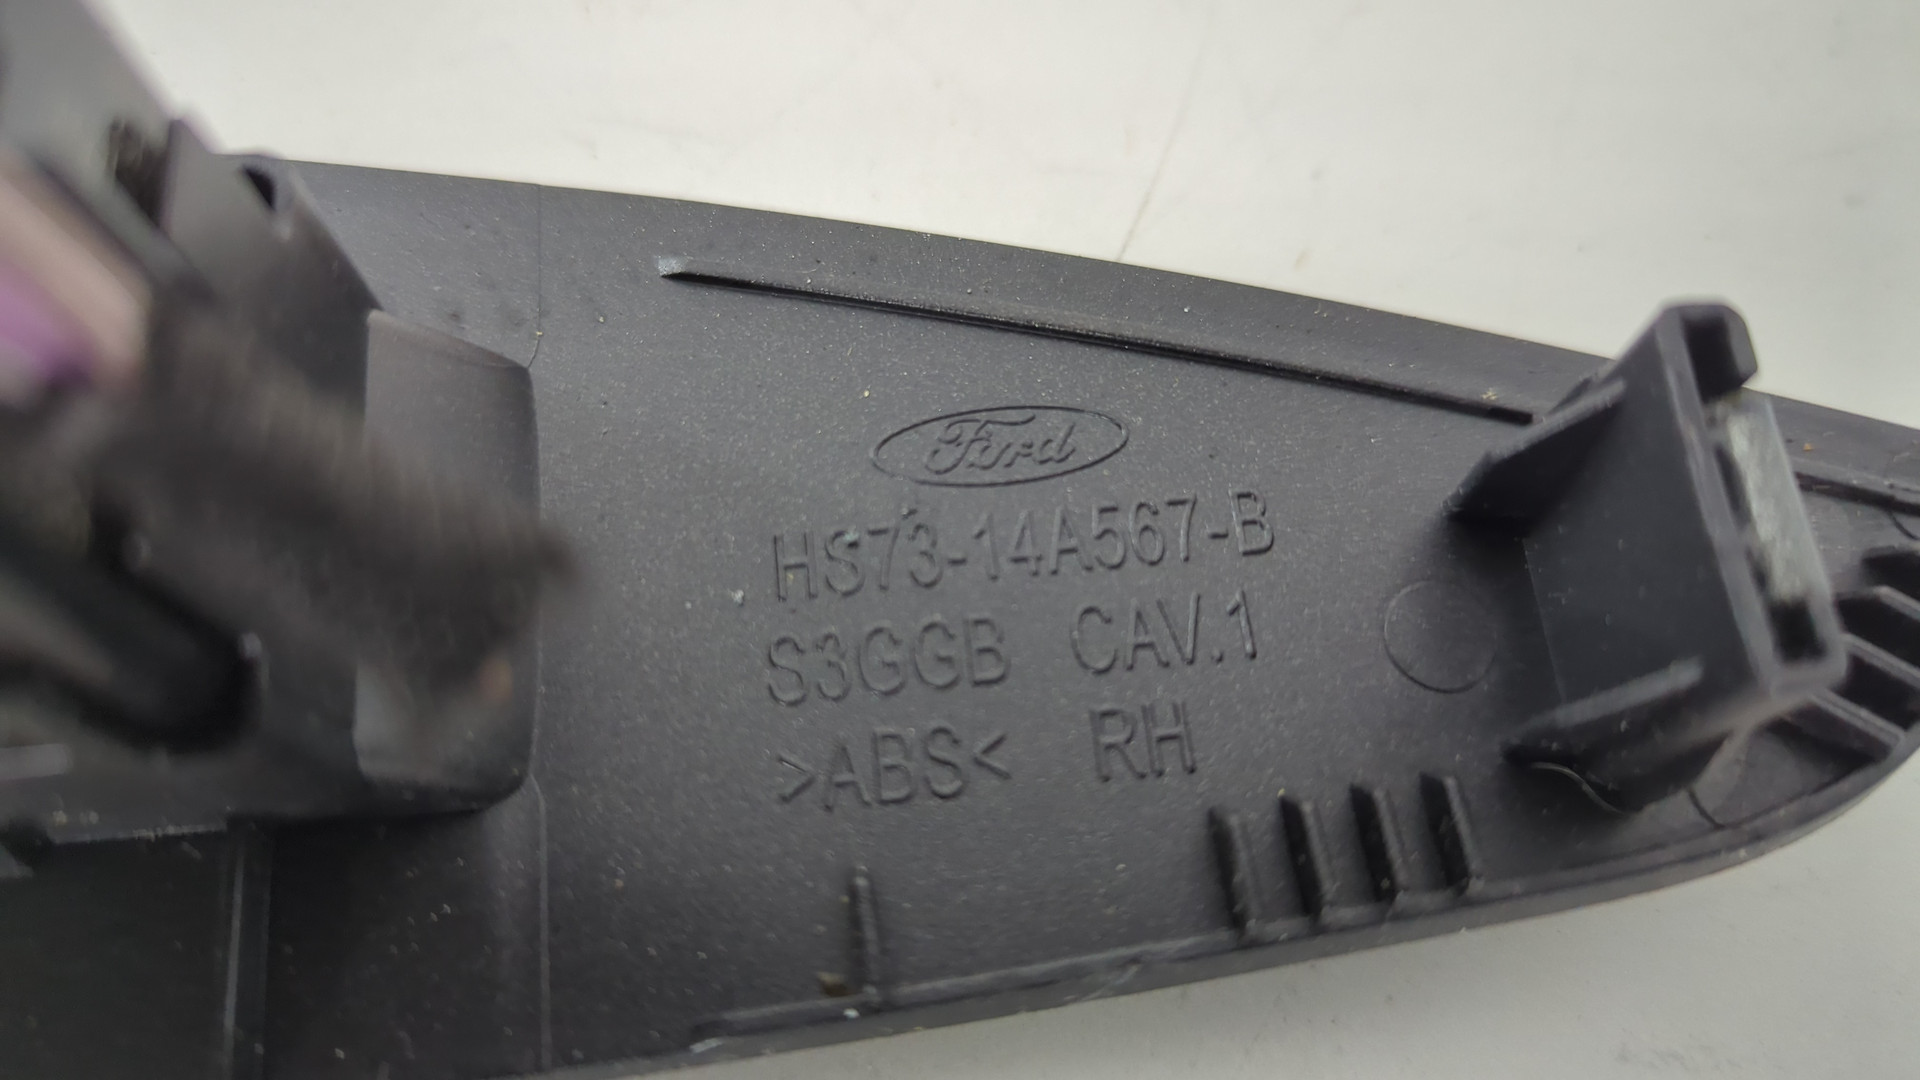 Ford
HS73-14A567-B
S3GGB CAV.1
>ABS< RH